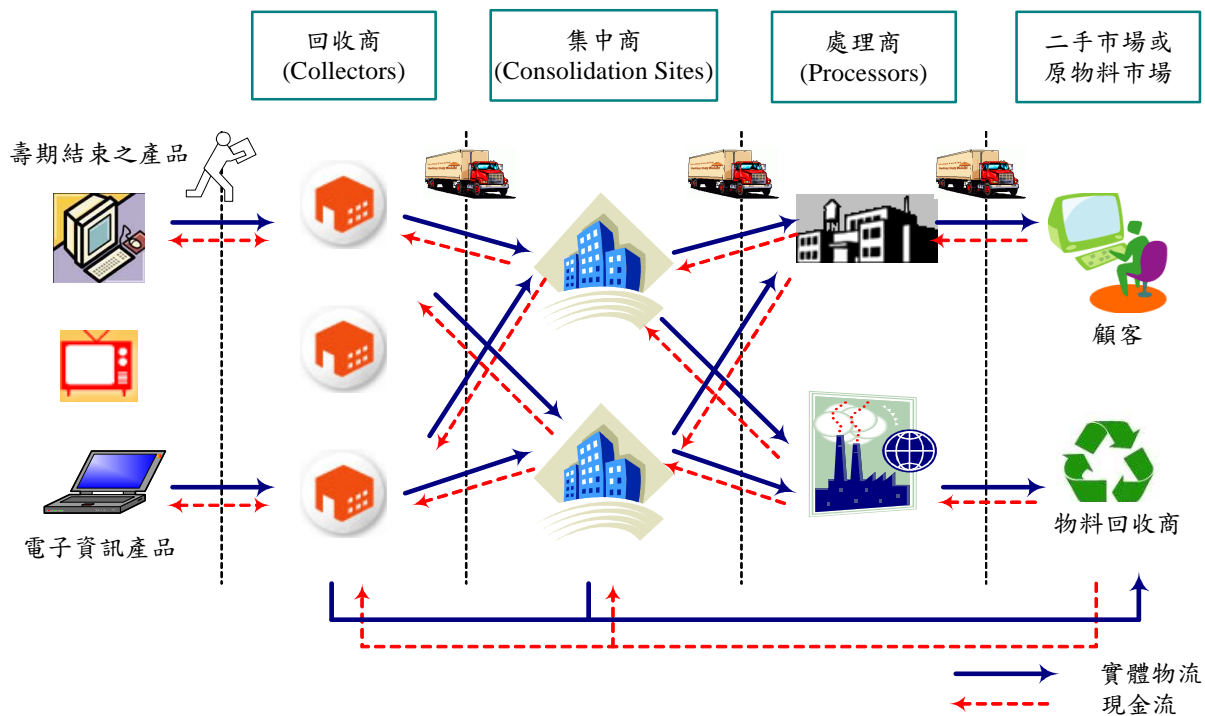 回收商
(Collectors)
集中商
(Consolidation Sites)
處理商
(Processors)
二手市場或
原物料市場
壽期結束之產品
顧客
電子資訊產品
物料回收商
實體物流
現金流